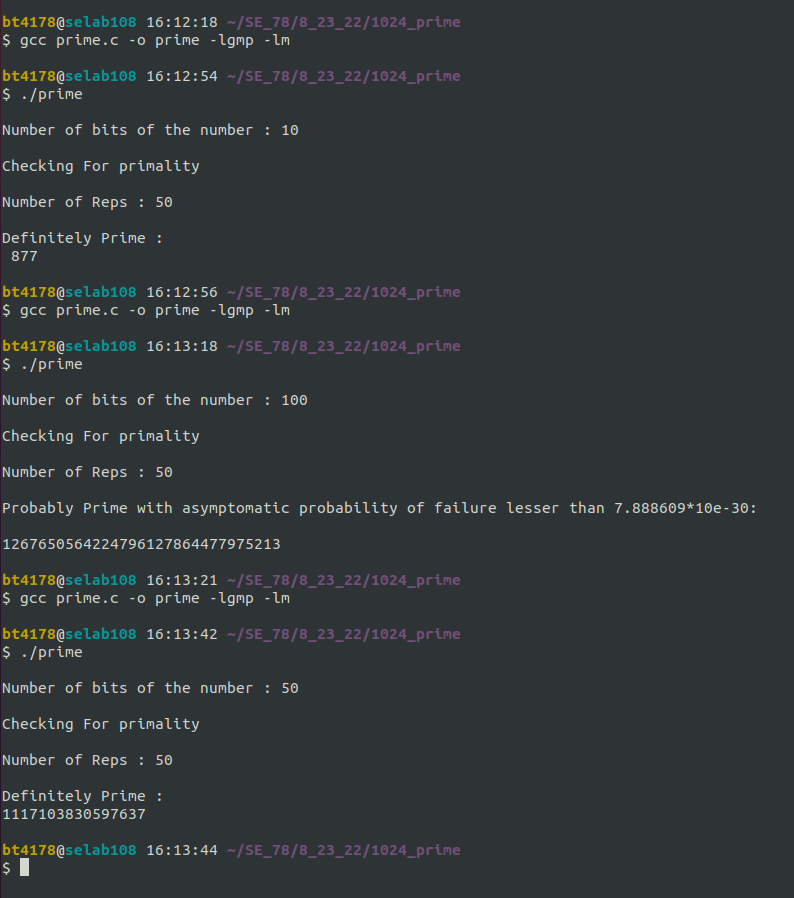 bt4178@selab108 16:12:18 ~/SE_78/8_23_22/1024_prime
$ gcc prime.c -o prime -lgmp -lm
bt4178@selab108 16:12:54 ~/SE_78/8_23_22/1024_prime
$ ./prime
Number of bits of the number : 10
Checking For primality
Number of Reps : 50
Definitely Prime :
877
bt4178@selab108 16:12:56 ~/SE_78/8_23_22/1024_prime
$ gcc prime.c -o prime -lgmp -lm
bt4178@selab108 16:13:18 ~/SE_78/8_23_22/1024_prime
$ ./prime
Number of bits of the number : 100
Checking For primality
Number of Reps : 50
Probably Prime with asymptomatic probability of failure lesser than 7.888609*10e-30:
1267650564224796127864477975213
bt4178@selab108 16:13:21 ~/SE_78/8_23_22/1024_prime
$ gcc prime.c -o prime -lgmp -lm
bt4178@selab108 16:13:42 ~/SE_78/8_23_22/1024_prime
$ ./prime
Number of bits of the number : 50
Checking For primality
Number of Reps : 50
Definitely Prime :
1117103830597637
bt4178@selab108 16:13:44 ~/SE_78/8_23_22/1024_prime
$